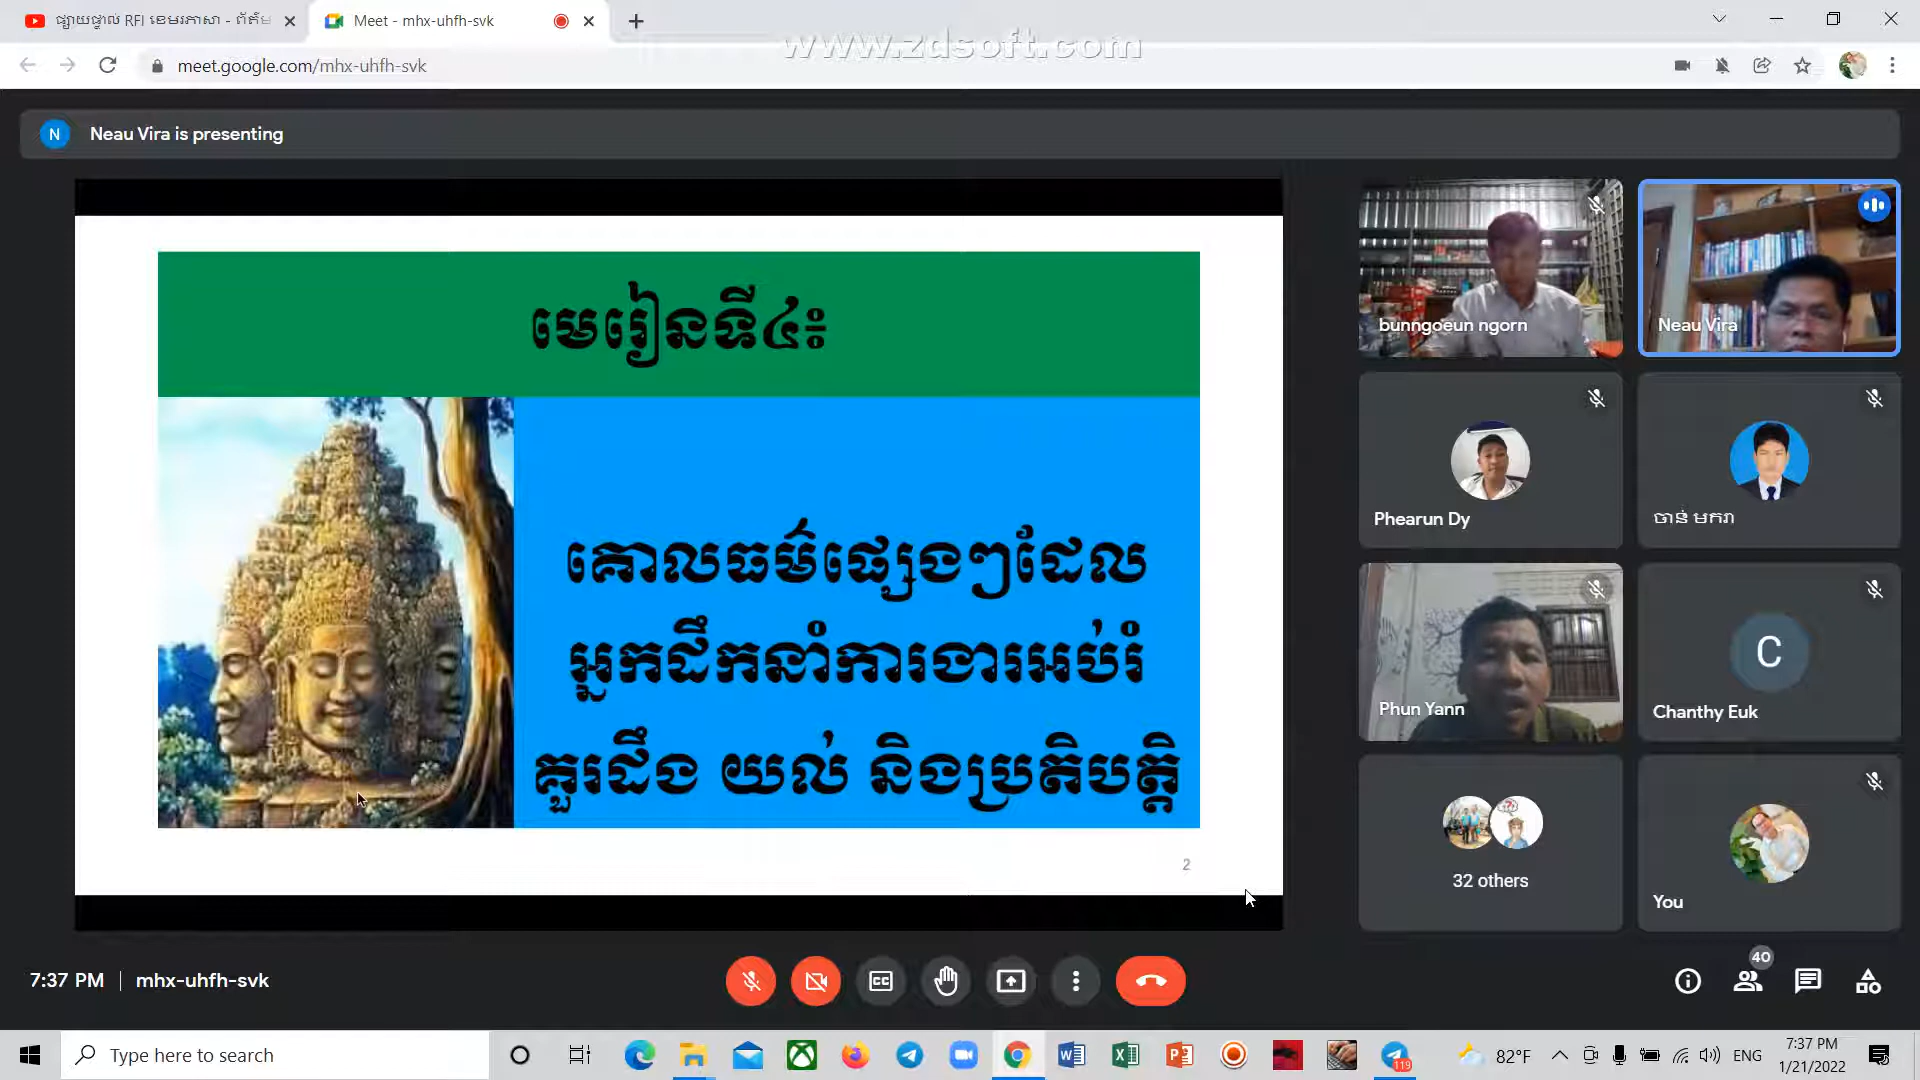 ផ្សាយផ្ទាល់ RFI ខេមរភាសា - ព័ត៌ម
Meet - mhx-uhfh-svk
www.zdsoft.com
meet.google.com/mhx-uhfh-svk
N
Neau Vira is presenting
មេរៀនទី៤៖
គោលធម៌ផ្សេងៗដែល
អ្នកដឹកនាំការងារអប់រំ
គួរដឹង យល់ និងប្រតិបត្តិ
2
bunngoeun ngorn
Neau Vira
Phearun Dy
ចាន់ មករា
Phun Yann
C
Chanthy Euk
32 others
You
7:37 PM
mhx-uhfh-svk
CC
40
Type here to search
119
82°F
ENG
7:37 PM
1/21/2022